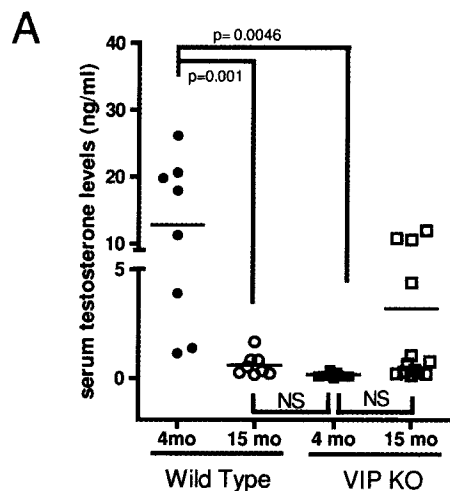 A
p= 0.0046
p=0.001
serum testosterone levels (ng/ml)
40
30
20
10
5
0
NS
NS
4mo
15 mo
4 mo
15 mo
Wild Type
VIP KO